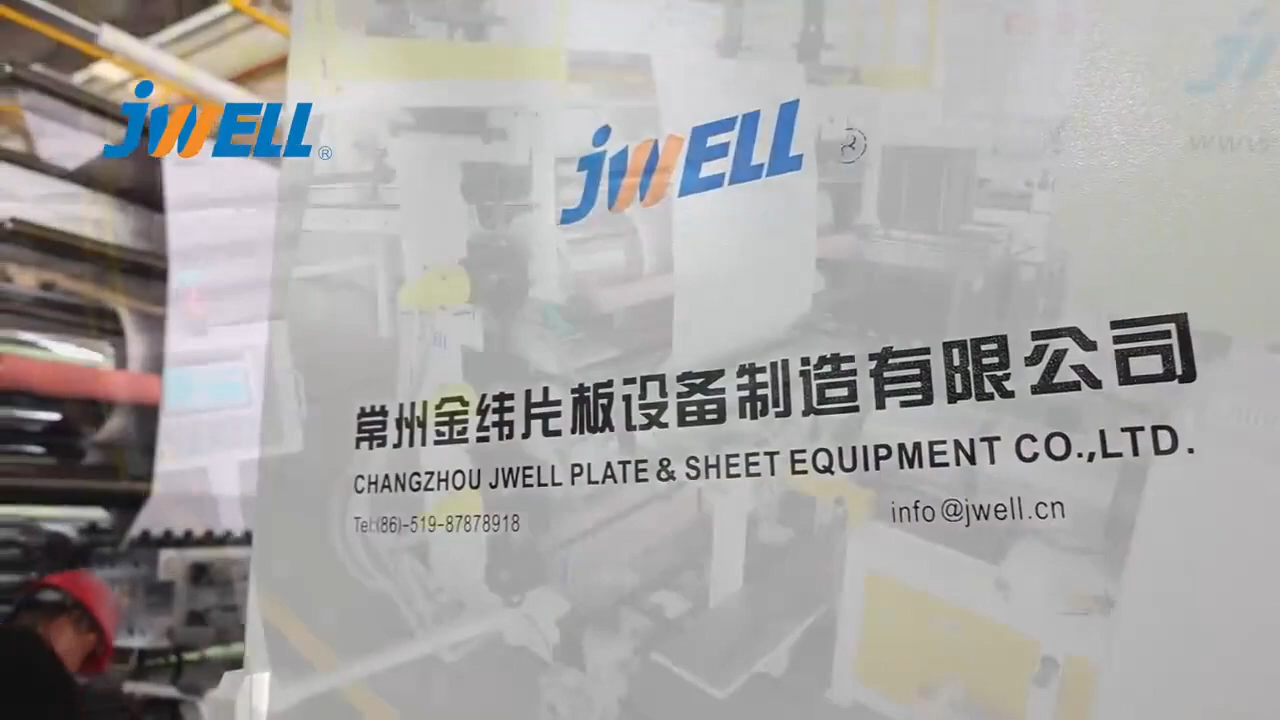 JWELL®
JWELL ®
常州金纬片板设备制造有限公司
CHANGZHOU JWELL PLATE & SHEET EQUIPMENT CO.,LTD.
Tel:(86)-519-87878918
info@jwell.cn
www.